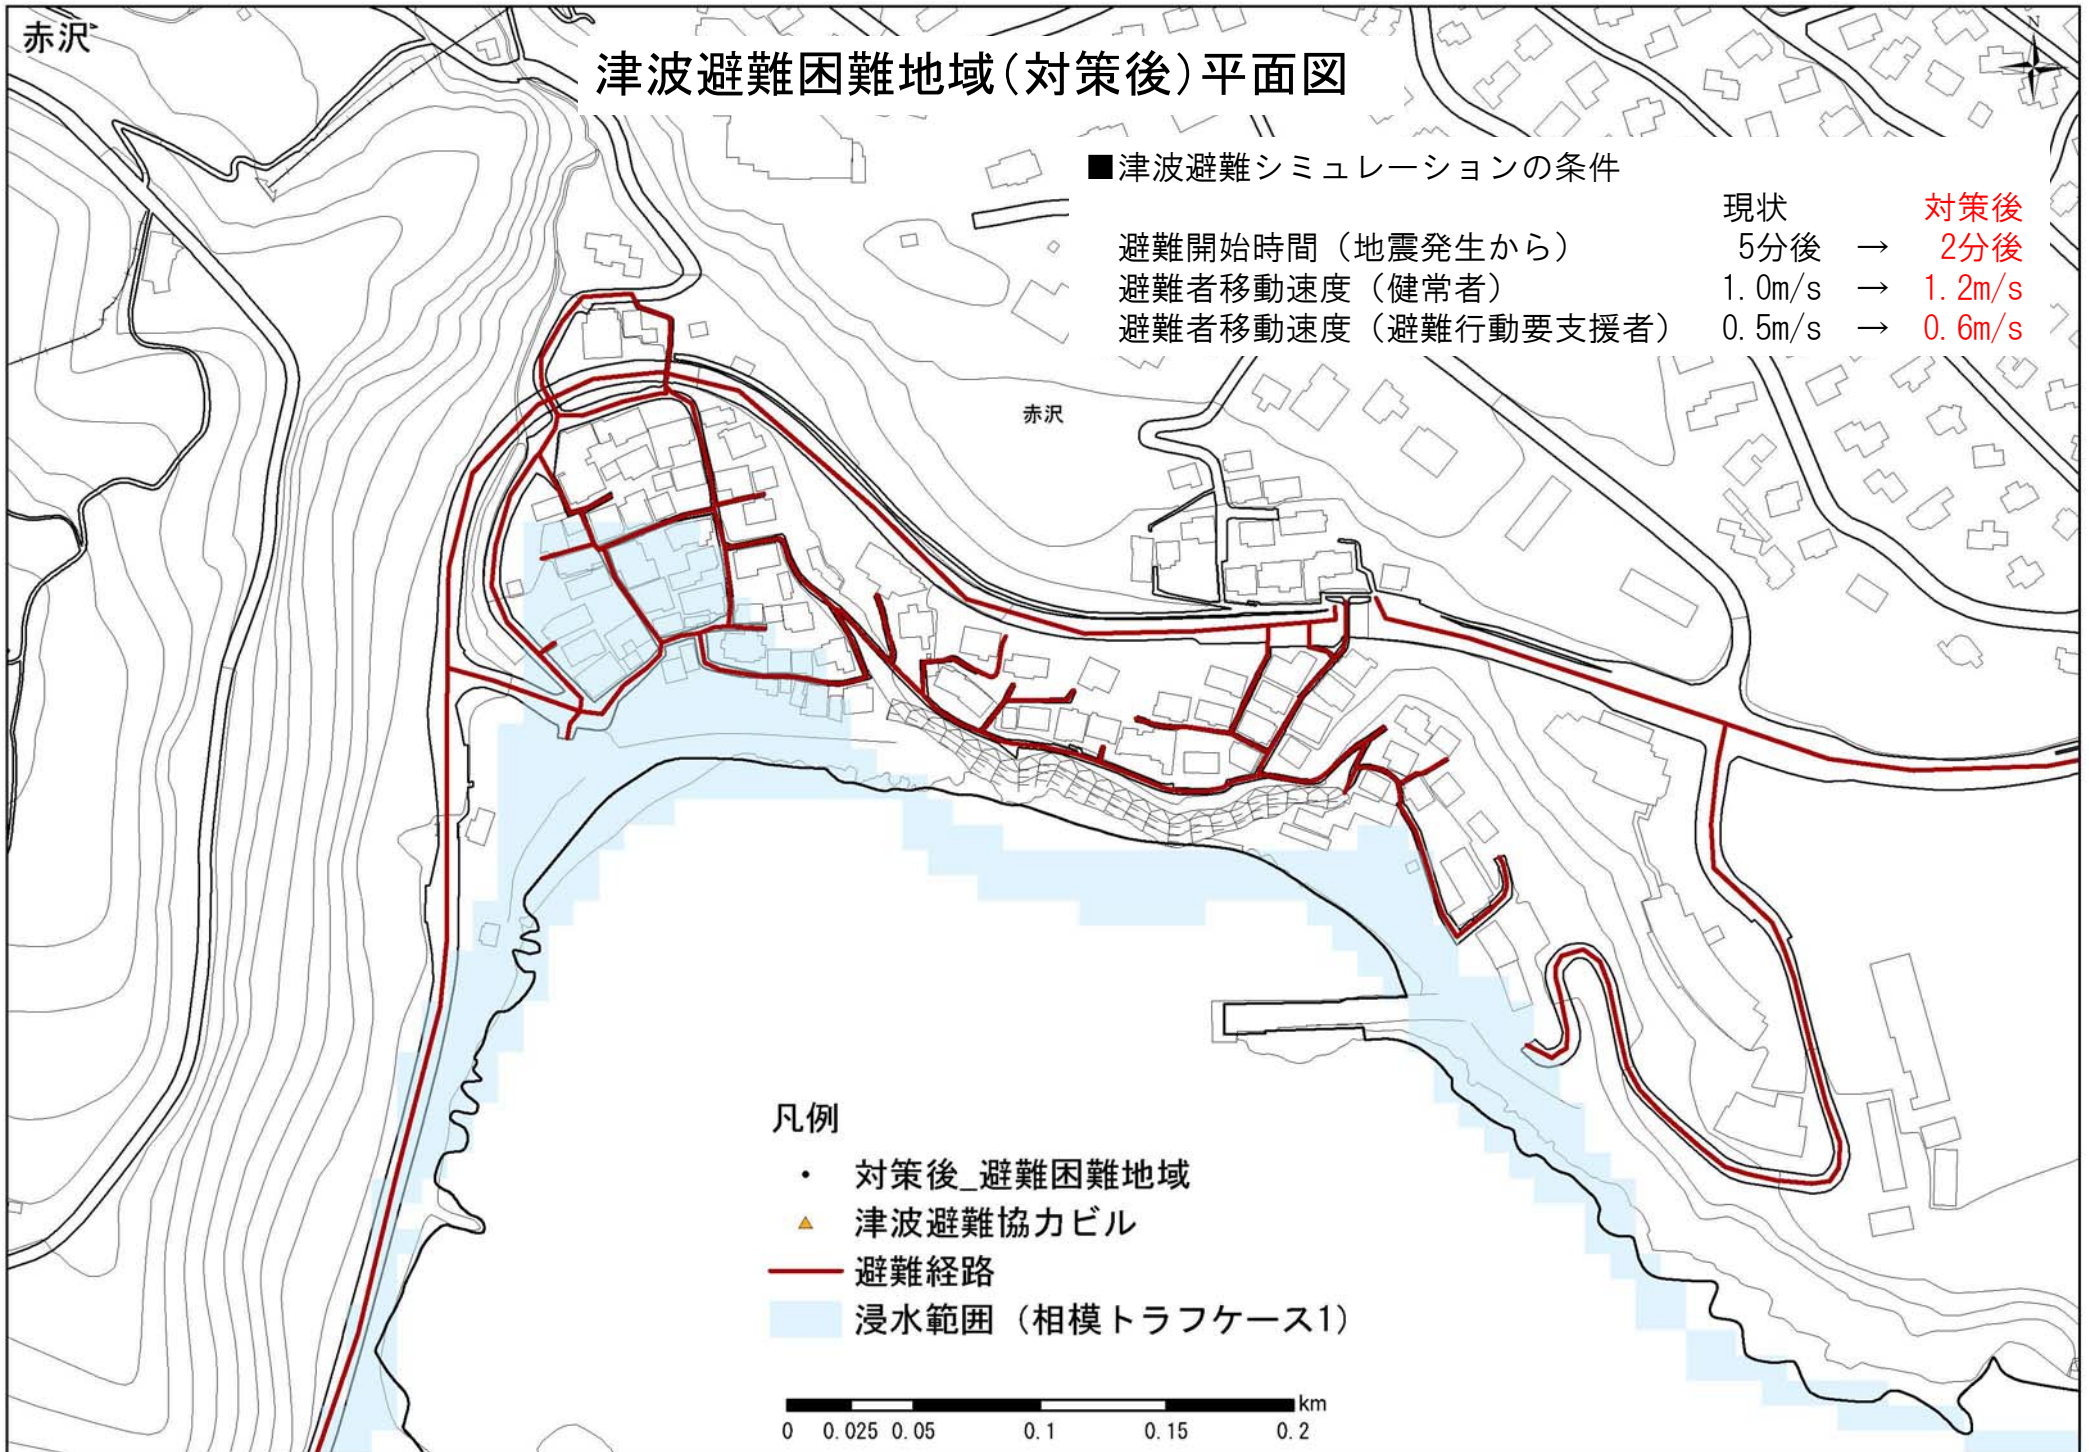 赤沢
津波避難困難地域(対策後)平面図
N
■津波避難シミュレーションの条件
現状 対策後
避難開始時間（地震発生から） 5分後 → 2分後
避難者移動速度（健常者） 1.0m/s → 1.2m/s
避難者移動速度（避難行動要支援者） 0.5m/s → 0.6m/s
赤沢
凡例
対策後_避難困難地域
津波避難協力ビル
避難経路
浸水範囲（相模トラフケース1）
km
0 0.025 0.05 0.1 0.15 0.2